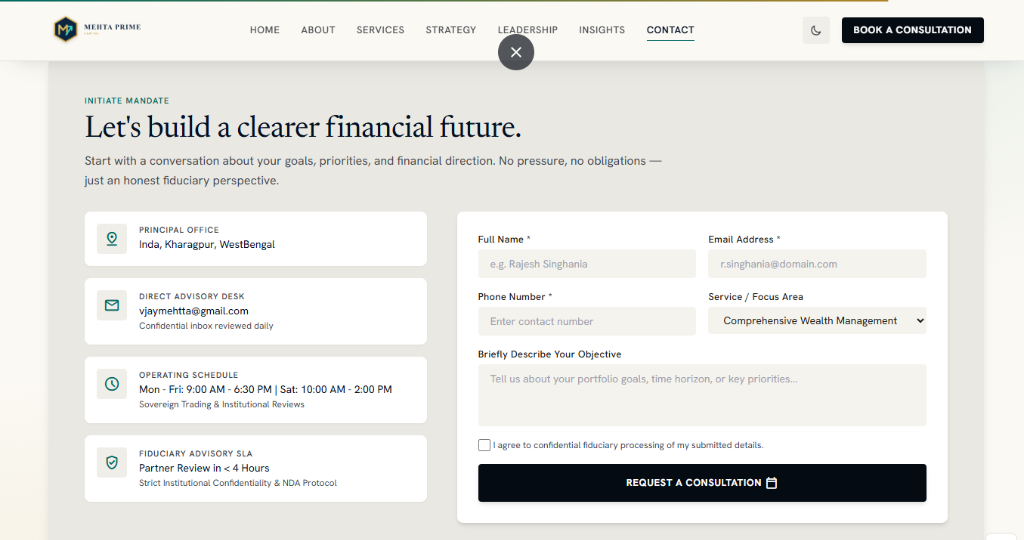 MEHTA PRIME
HOME ABOUT SERVICES STRATEGY LEADERSHIP INSIGHTS CONTACT
BOOK A CONSULTATION
INITIATE MANDATE
Let's build a clearer financial future.
Start with a conversation about your goals, priorities, and financial direction. No pressure, no obligations —
just an honest fiduciary perspective.
PRINCIPAL OFFICE
Inda, Kharagpur, WestBengal
DIRECT ADVISORY DESK
vjaymehtta@gmail.com
Confidential inbox reviewed daily
OPERATING SCHEDULE
Mon - Fri: 9:00 AM - 6:30 PM | Sat: 10:00 AM - 2:00 PM
Sovereign Trading & Institutional Reviews
FIDUCIARY ADVISORY SLA
Partner Review in < 4 Hours
Strict Institutional Confidentiality & NDA Protocol
Full Name * Email Address *
e.g. Rajesh Singhania r.singhania@domain.com
Phone Number * Service / Focus Area
Enter contact number Comprehensive Wealth Management
Briefly Describe Your Objective
Tell us about your portfolio goals, time horizon, or key priorities...
I agree to confidential fiduciary processing of my submitted details.
REQUEST A CONSULTATION